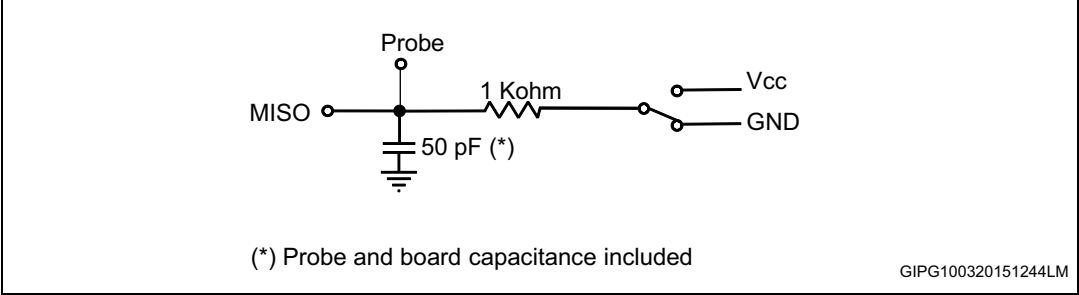 Probe
1 Kohm
Vcc
MISO
GND
50 pF (*)
(*) Probe and board capacitance included
GIPG100320151244LM